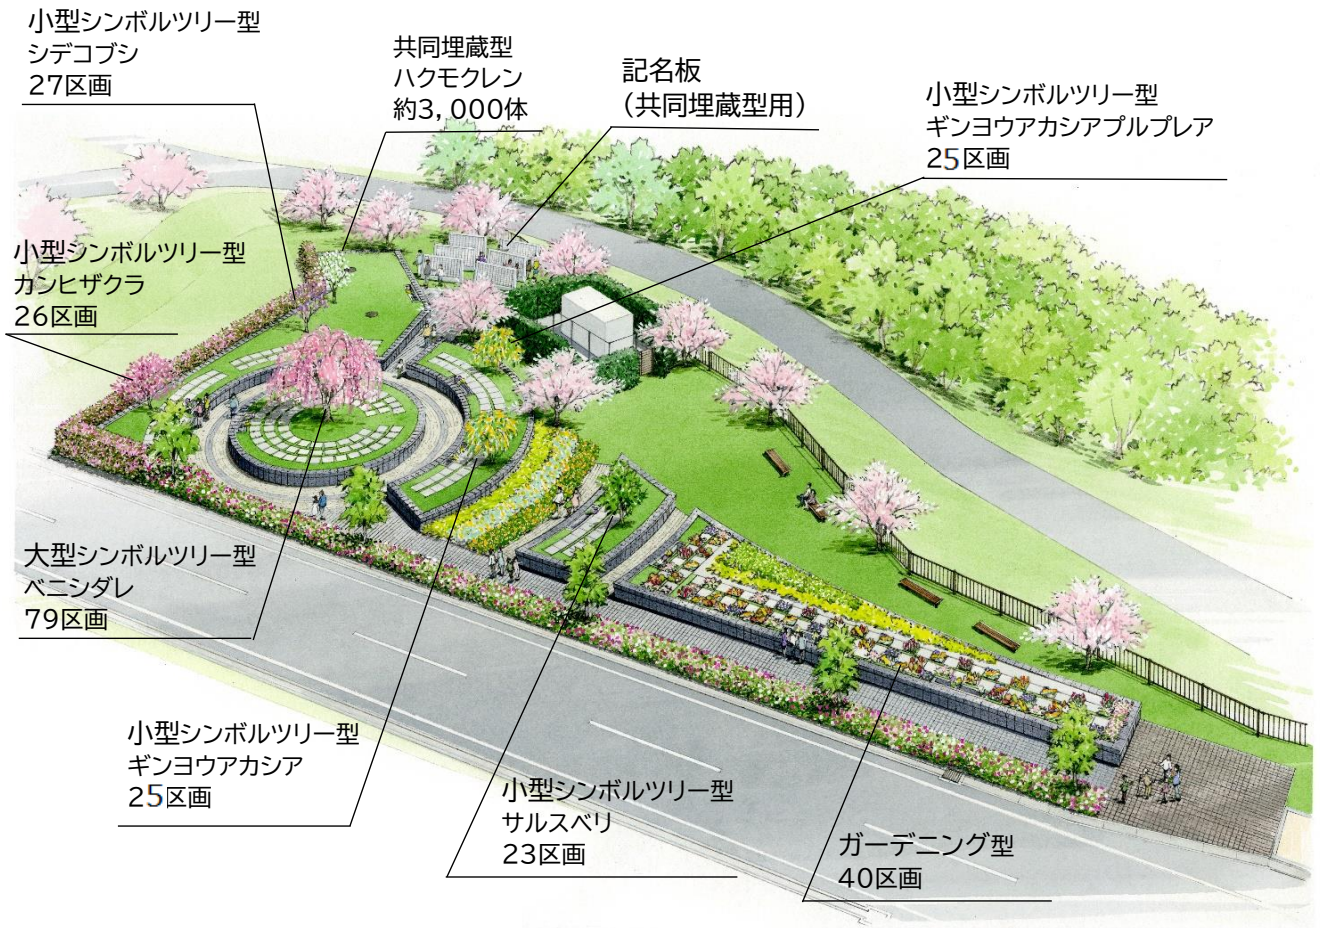 小型シンボルツリー型
シデコブシ
27区画
共同埋蔵型
ハクモクレン
約3,000体
記名板
（共同埋蔵型用）
小型シンボルツリー型
ギンヨウアカシアプルプレア
25区画
小型シンボルツリー型
カンヒザクラ
26区画
大型シンボルツリー型
ベニシダレ
79区画
小型シンボルツリー型
ギンヨウアカシア
25区画
小型シンボルツリー型
サルスベリ
23区画
ガーデニング型
40区画